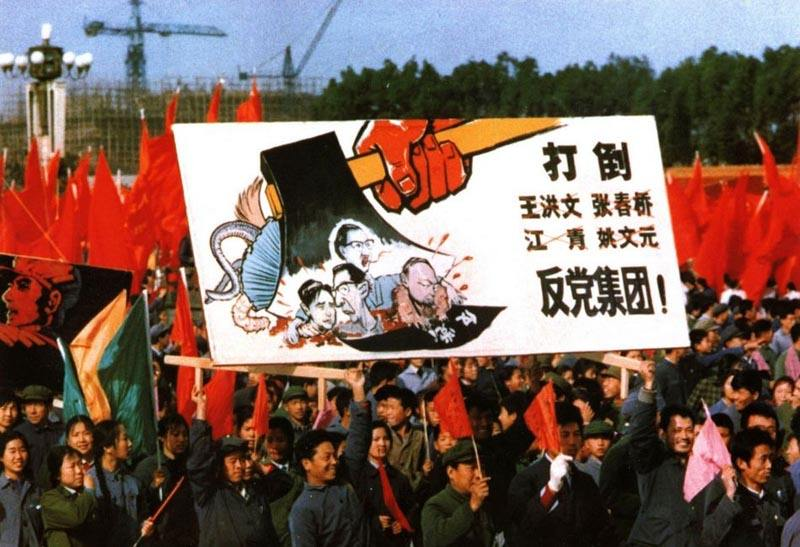 打倒
王洪文 张春桥
江青 姚文元
反党集团！